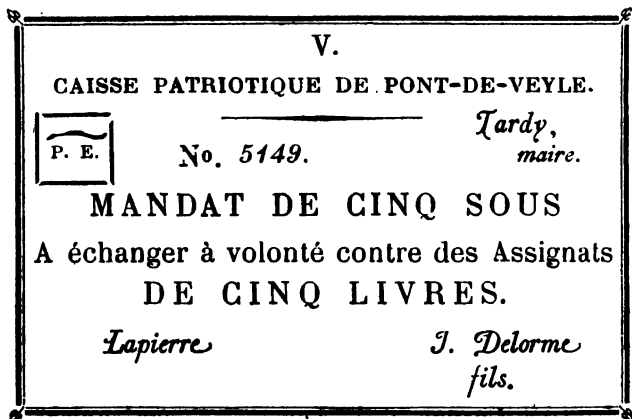 V.
CAISSE PATRIOTIQUE DE PONT-DE-VEYLE.
P. E.
No. 5149.
Tardy,
maire.
MANDAT DE CINQ SOUS
A échanger à volonté contre des Assignats
DE CINQ LIVRES.
Lapierre
J. Delorme
fils.